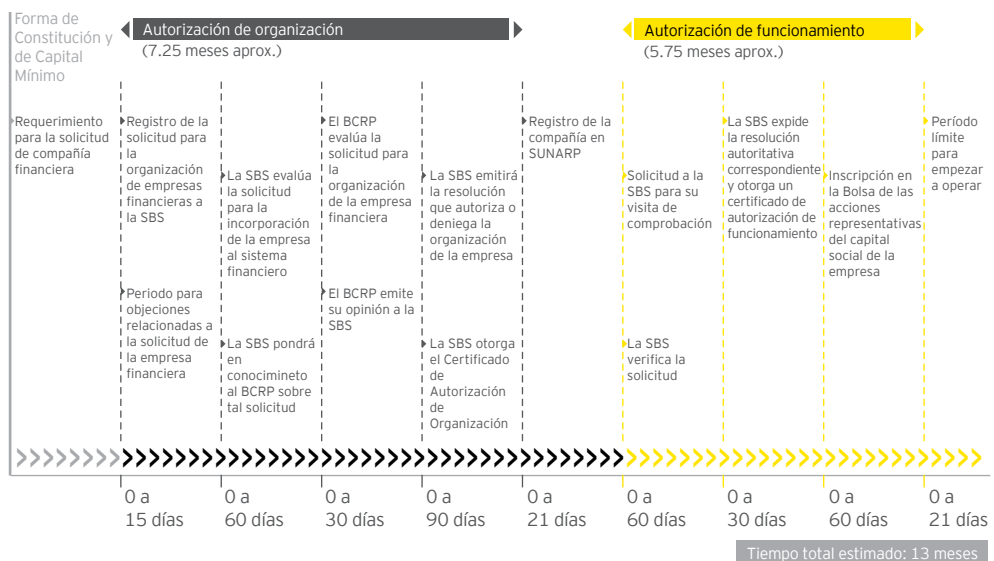 Forma de
Constitución y
de Capital
Mínimo
Autorización de organización
(7.25 meses aprox.)
Autorización de funcionamiento
(5.75 meses aprox.)
Requerimiento
para la solicitud
de compañía
financiera
Registro de la
solicitud para
la
organización
de empresas
financieras a
la SBS
Periodo para
objeciones
relacionadas a
la solicitud de
la empresa
financiera
La SBS evalúa
la solicitud
para la
incorporación
de la empresa
al sistema
financiero
La SBS pondrá
en
conocimineto
al BCRP sobre
tal solicitud
El BCRP
evalúa la
solicitud para
la
organización
de la empresa
financiera
El BCRP emite
su opinión a la
SBS
La SBS emitirá
la resolución
que autoriza o
deniega la
organización
de la empresa
La SBS otorga
el Certificado
de
Autorización
de
Organización
Registro de la
compañía en
SUNARP
Solicitud a la
SBS para su
visita de
comprobación
La SBS
verifica la
solicitud
La SBS expide
la resolución
autoritativa
correspondiente
y otorga un
certificado de
autorización de
funcionamiento
Inscripción en
la Bolsa de las
acciones
representativas
del capital
social de la
empresa
Período
límite
para
empezar
a operar
0 a
15 días
0 a
60 días
0 a
30 días
0 a
90 días
0 a
21 días
0 a
60 días
0 a
30 días
0 a
60 días
0 a
21 días
Tiempo total estimado: 13 meses